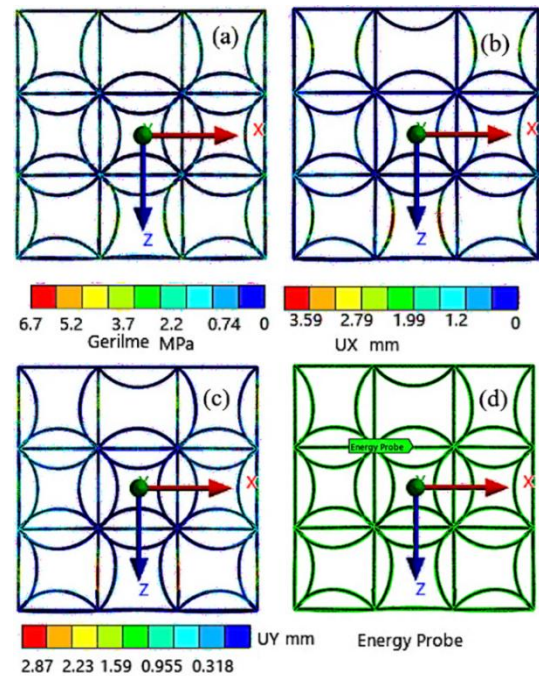 (a)
X
Z
6.7 5.2 3.7 2.2 0.74 0
Gerilme MPa
(b)
X
Z
3.59 2.79 1.99 1.2 0
UX mm
(c)
X
Z
UY mm
2.87 2.23 1.59 0.955 0.318
(d)
Energy Probe
X
Z
Energy Probe